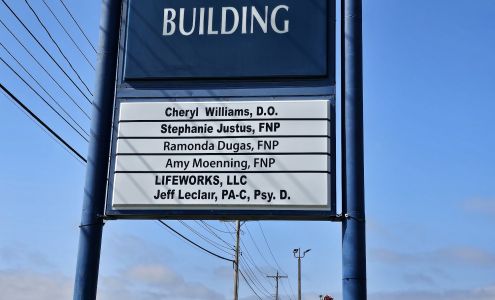 BUILDING
Cheryl Williams, D.O.
Stephanie Justus, FNP
Ramonda Dugas, FNP
Amy Moenning, FNP
LIFEWORKS, LLC
Jeff Leclair, PA-C, Psy. D.